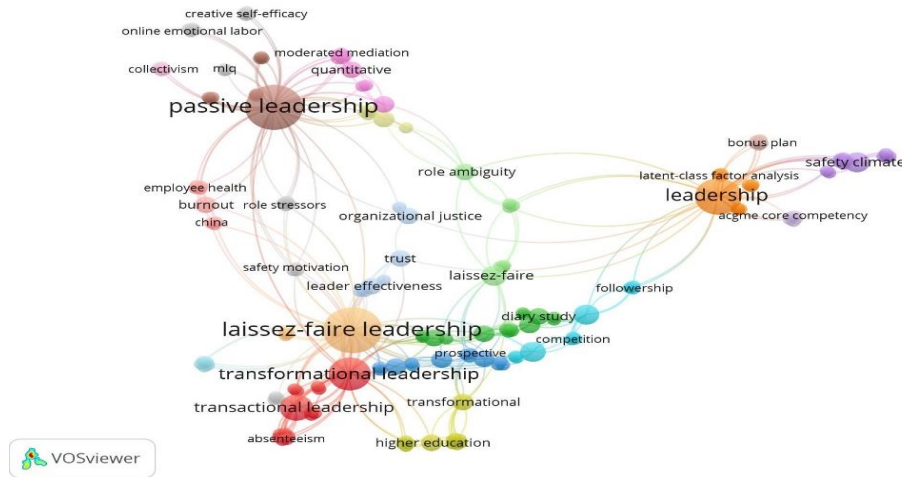 creative self-efficacy
online emotional labor
moderated mediation
collectivism
mlq
quantitative
passive leadership
bonus plan
safety climate
role ambiguity
latent-class factor analysis
leadership
employee health
burnout
role stressors
organizational justice
acgme core competency
china
trust
safety motivation
laissez-faire
leader effectiveness
followership
diary study
laissez-faire leadership
competition
prospective
transformational leadership
transactional leadership
transformational
absenteeism
higher education
VOSviewer